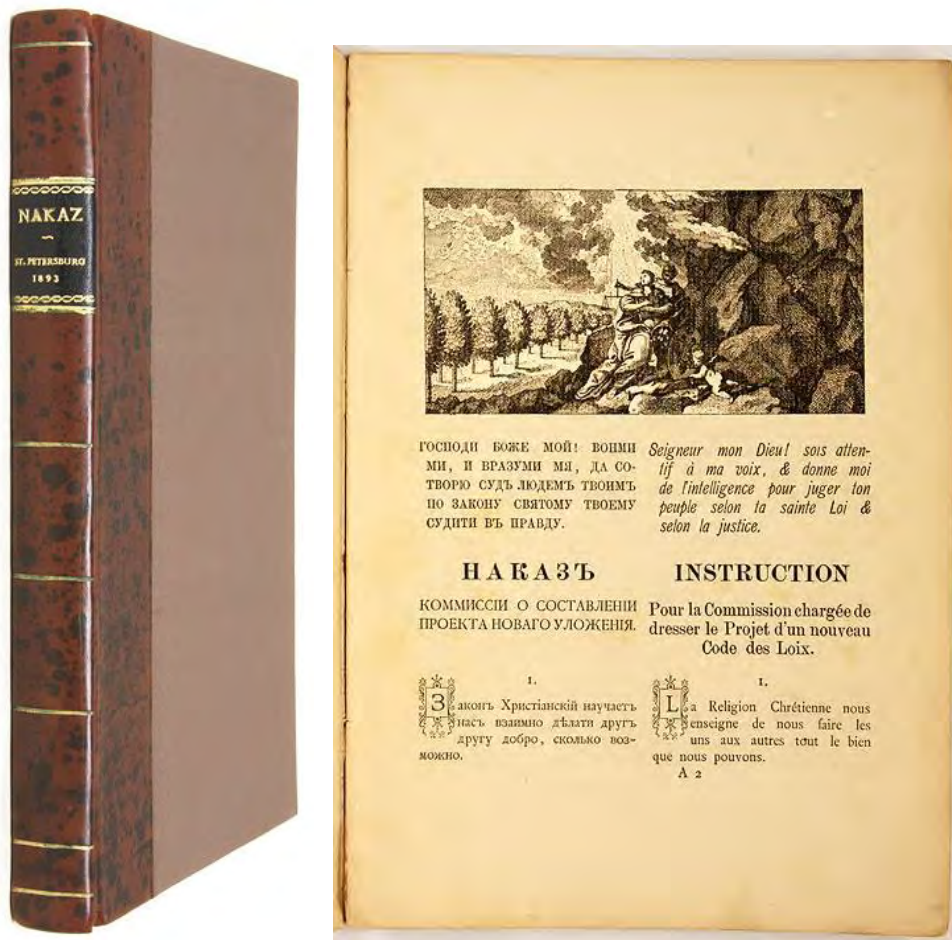 NAKAZ
ST. PETERSBURG
1893
ГОСПОДИ БОЖЕ МОЙ! ВОНМИ
МИ, И ВРАЗУМИ МЯ, ДА СО-
ТВОРЮ СУДЪ ЛЮДЕМЪ ТВОИМЪ
ПО ЗАКОНУ СВЯТОМУ ТВОЕМУ
СУДИТИ ВЪ ПРАВДУ.
Seigneur mon Dieu! sois atten-
tif à ma voix, & donne moi
de l'intelligence pour juger ton
peuple selon ta sainte Loi &
selon la justice.
НАКАЗЪ
КОММИССІИ О СОСТАВЛЕНІИ
ПРОЕКТА НОВАГО УЛОЖЕНІЯ.
INSTRUCTION
Pour la Commission chargée de
dresser le Projet d'un nouveau
Code des Loix.
1.
Законъ Христіанскій научаетъ
насъ взаимно дѣлати другъ
другу добро, сколько воз-
можно.
1.
La Religion Chrétienne nous
enseigne de nous faire les
uns aux autres tout le bien
que nous pouvons.
A 2